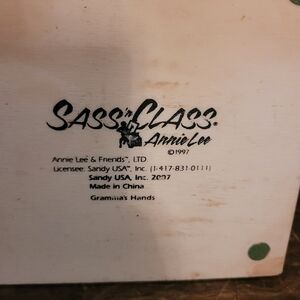 SASS 'n CLASS.
Annie Lee
©1997
Annie Lee & Friends™, LTD
Licensee: Sandy USA™, Inc. (1-417-831-0111)
Sandy USA, Inc. 2007
Made in China
Gramma's Hands